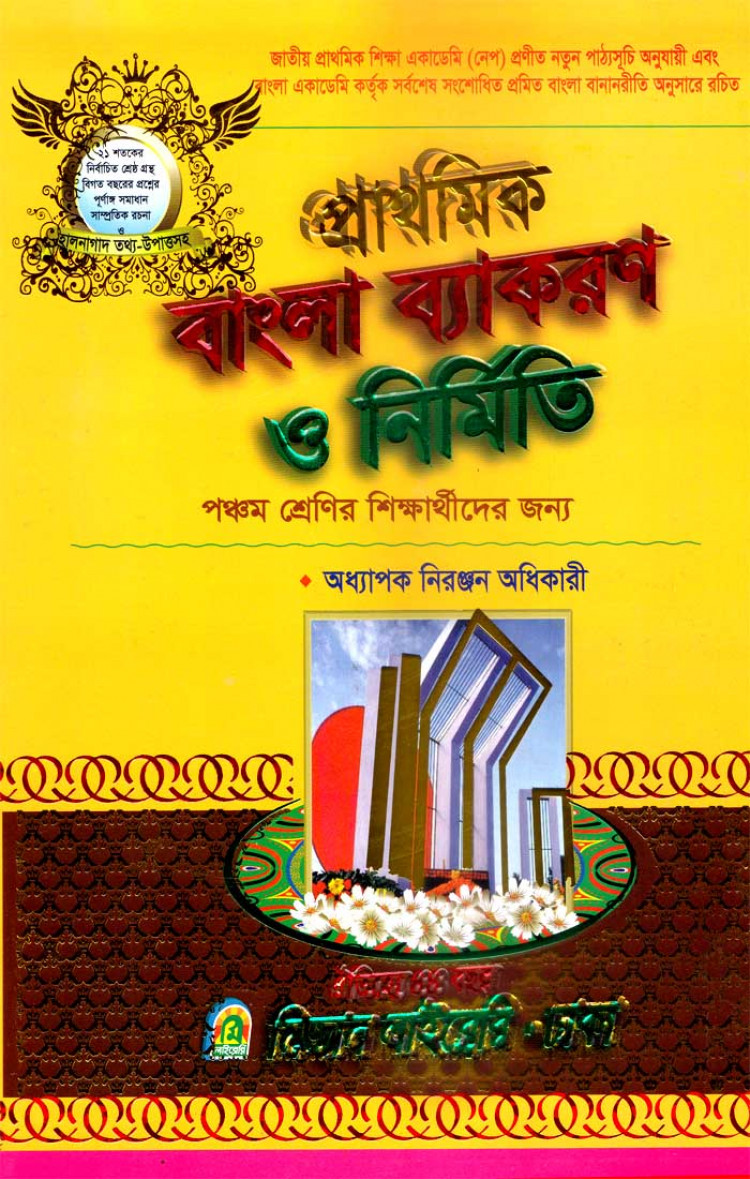 জাতীয় প্রাথমিক শিক্ষা একাডেমি (নেপ) প্রণীত নতুন পাঠ্যসূচি অনুযায়ী এবং
বাংলা একাডেমি কর্তৃক সর্বশেষ সংশোধিত প্রমিত বাংলা বানানরীতি অনুসারে রচিত
২১ শতকের
নির্বাচিত শ্রেষ্ঠ গ্রন্থ
বিগত বছরের প্রশ্নের
পূর্ণাঙ্গ সমাধান
সাম্প্রতিক রচনা
ও
হালনাগাদ তথ্য-উপাত্তসহ
প্রাথমিক
বাংলা ব্যাকরণ
ও নির্মিতি
পঞ্চম শ্রেণির শিক্ষার্থীদের জন্য
অধ্যাপক নিরঞ্জন অধিকারী
লাইব্রেরি
লাইব্রেরি ঢাকা